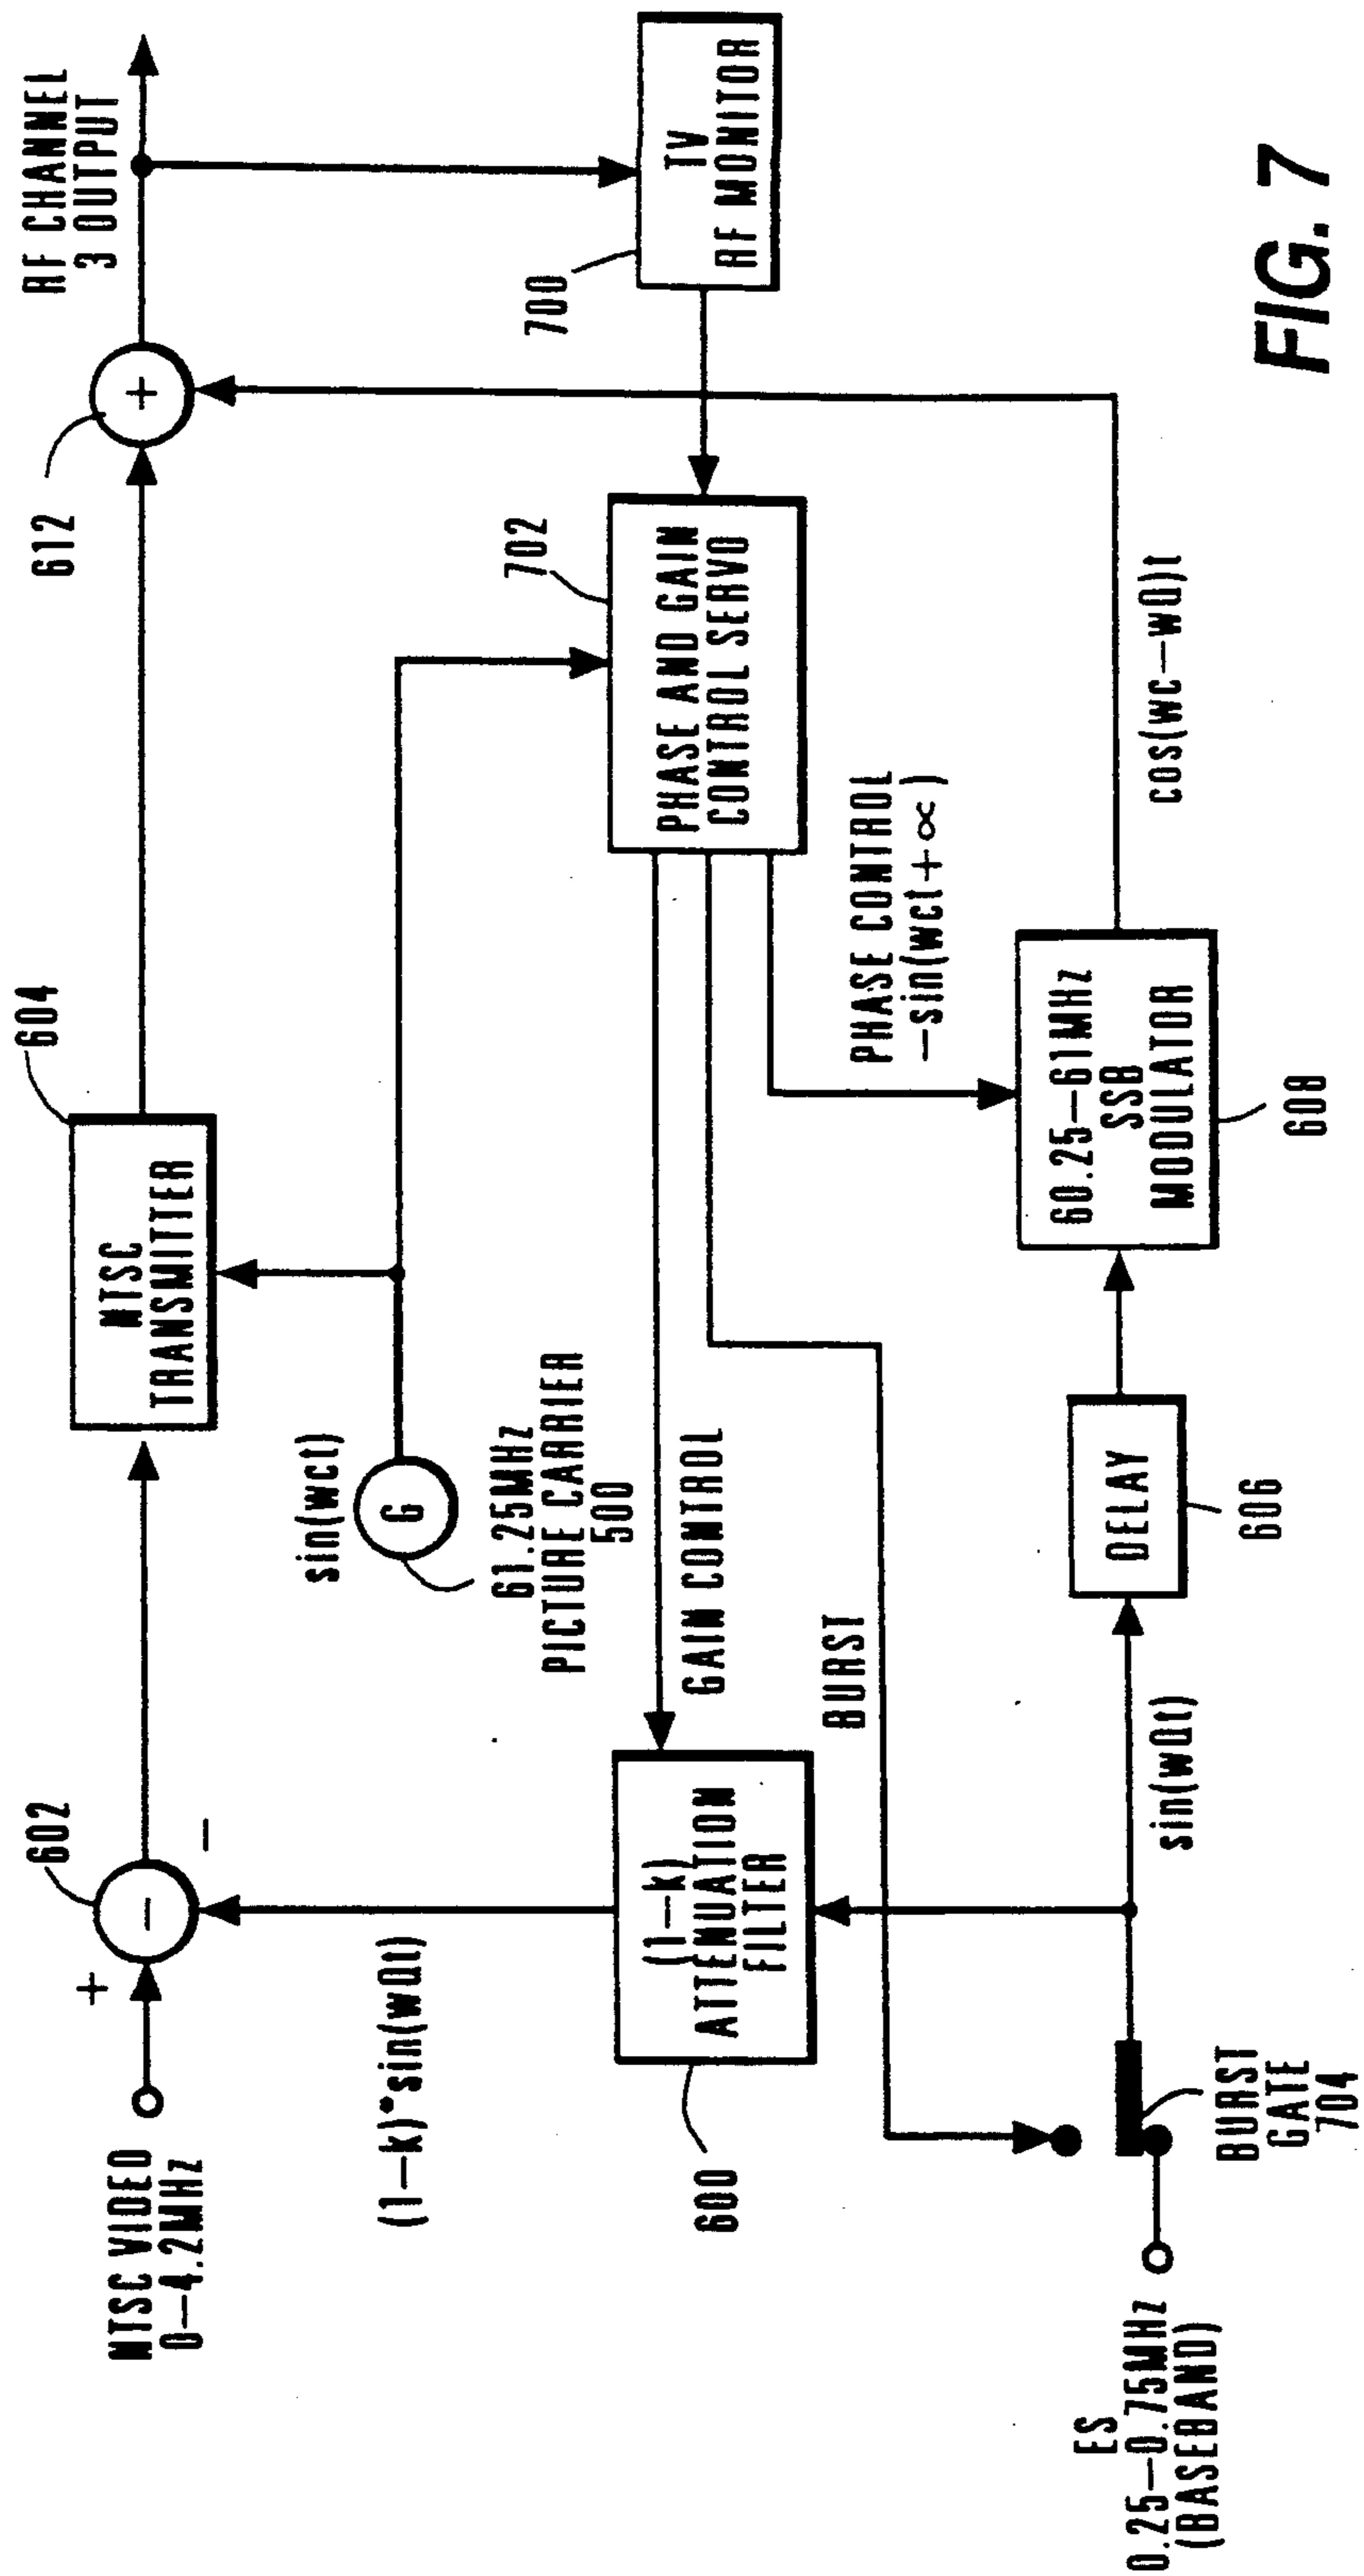 NTSC VIDEO
0—4.2MHz
+
−
602
−
NTSC
TRANSMITTER
604
612
+
RF CHANNEL
3 OUTPUT
(1−k)*sin(wQt)
sin(wct)
G
61.25MHz
PICTURE CARRIER
500
TV
RF MONITOR
700
PHASE AND GAIN
CONTROL SERVO
702
(1−k)
ATTENUATION
FILTER
600
GAIN CONTROL
BURST
PHASE CONTROL
−sin(wct+∝)
ES
0.25—0.75MHz
(BASEBAND)
BURST
GATE
704
sin(wQt)
DELAY
606
60.25—61MHz
SSB
MODULATOR
608
cos(wc—wQ)t
FIG. 7